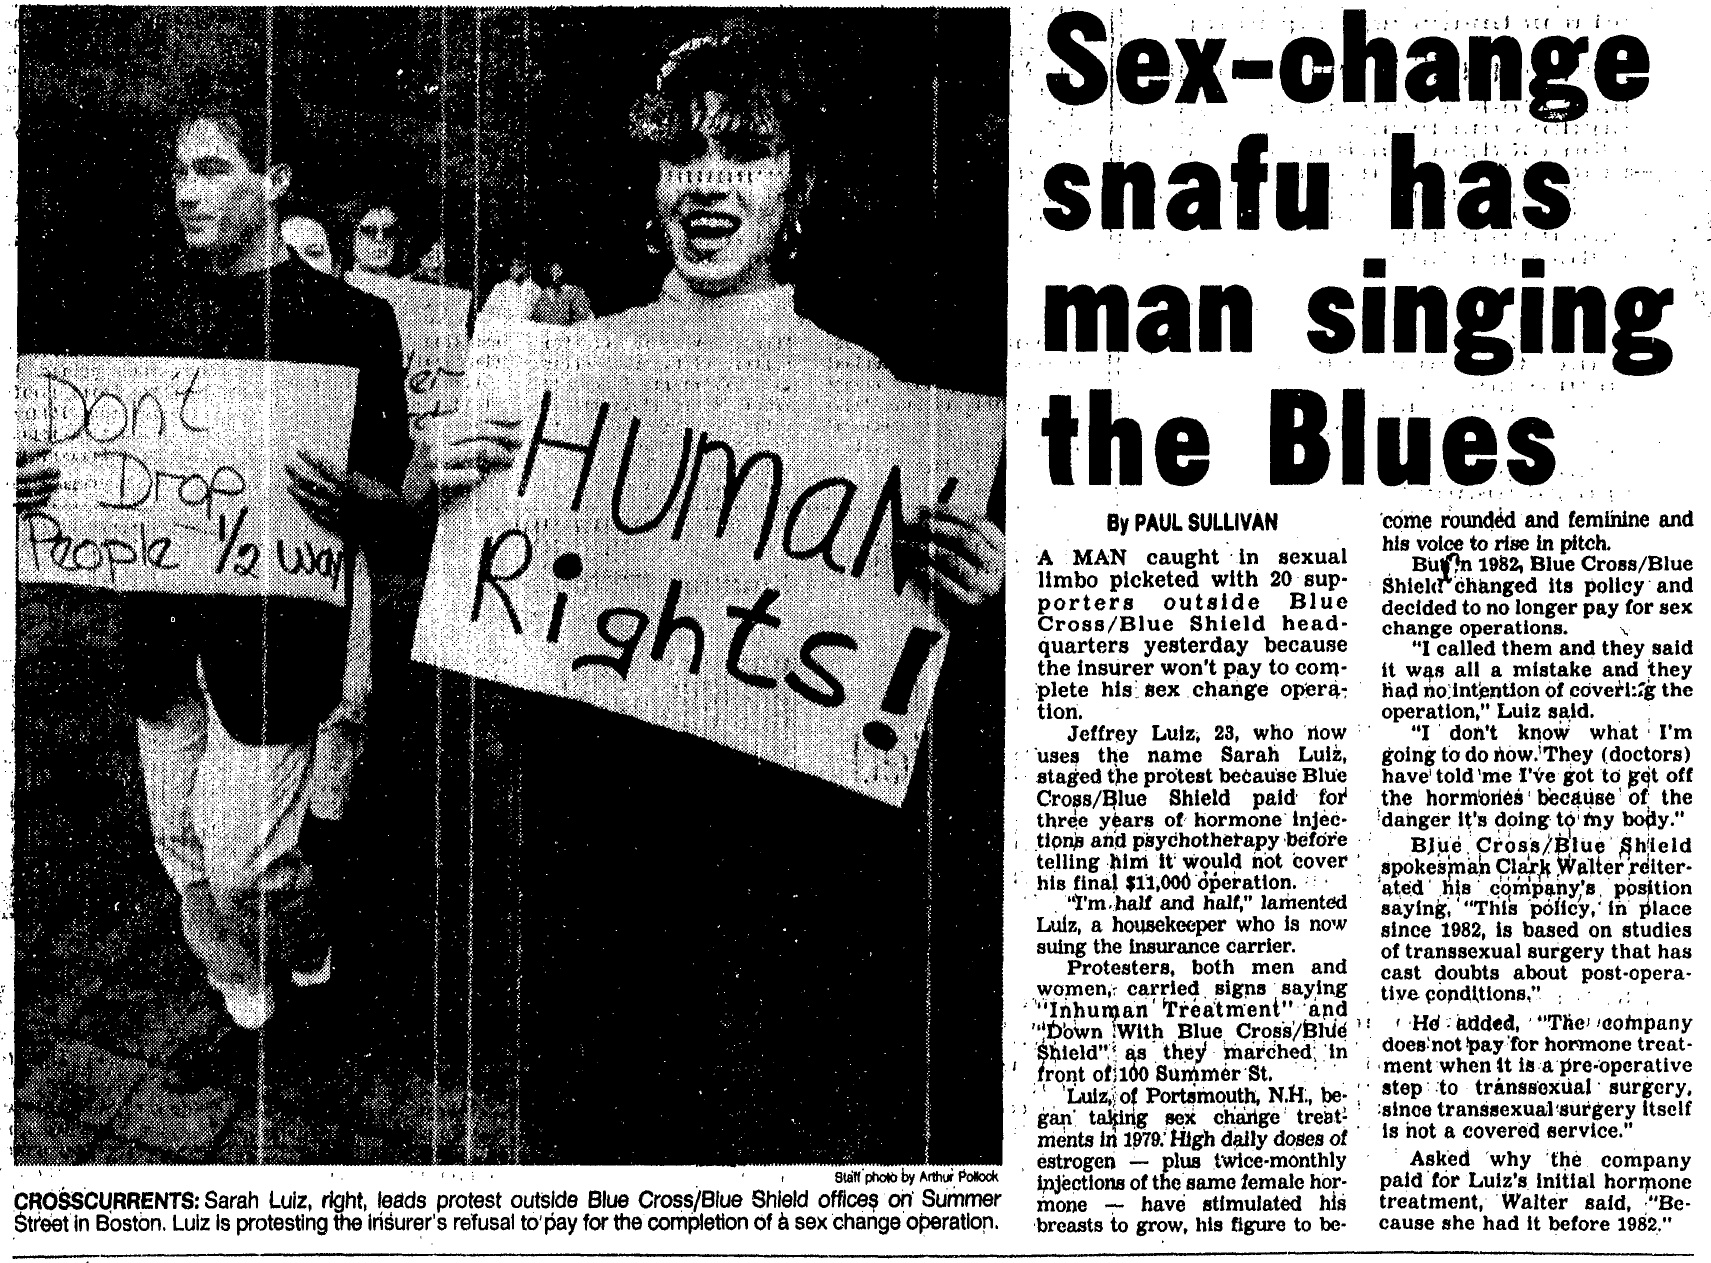 Sex-change
snafu has
man singing
the Blues
Don't
Drop
People 1/2 way
Human
Rights!
Staff photo by Arthur Pollock
CROSSCURRENTS: Sarah Luiz, right, leads protest outside Blue Cross/Blue Shield offices on Summer
Street in Boston. Luiz is protesting the insurer's refusal to pay for the completion of a sex change operation.
By PAUL SULLIVAN
A MAN caught in sexual
limbo picketed with 20 sup-
porters outside Blue
Cross/Blue Shield head-
quarters yesterday because
the insurer won't pay to com-
plete his sex change opera-
tion.
Jeffrey Luiz, 23, who now
uses the name Sarah Luiz,
staged the protest because Blue
Cross/Blue Shield paid for
three years of hormone injec-
tions and psychotherapy before
telling him it would not cover
his final $11,000 operation.
"I'm half and half," lamented
Luiz, a housekeeper who is now
suing the insurance carrier.
Protesters, both men and
women, carried signs saying
"Inhuman Treatment" and
"Down With Blue Cross/Blue
Shield" as they marched in
front of 100 Summer St.
Luiz, of Portsmouth, N.H., be-
gan taking sex change treat-
ments in 1979. High daily doses of
estrogen — plus twice-monthly
injections of the same female hor-
mone — have stimulated his
breasts to grow, his figure to be-
come rounded and feminine and
his voice to rise in pitch.
But in 1982, Blue Cross/Blue
Shield changed its policy and
decided to no longer pay for sex
change operations.
"I called them and they said
it was all a mistake and they
had no intention of covering the
operation," Luiz said.
"I don't know what I'm
going to do now. They (doctors)
have told me I've got to get off
the hormones because of the
danger it's doing to my body."
Blue Cross/Blue Shield
spokesman Clark Walter reiter-
ated his company's position
saying, "This policy, in place
since 1982, is based on studies
of transsexual surgery that has
cast doubts about post-opera-
tive conditions."
He added, "The company
does not pay for hormone treat-
ment when it is a pre-operative
step to transsexual surgery,
since transsexual surgery itself
is not a covered service."
Asked why the company
paid for Luiz's initial hormone
treatment, Walter said, "Be-
cause she had it before 1982."